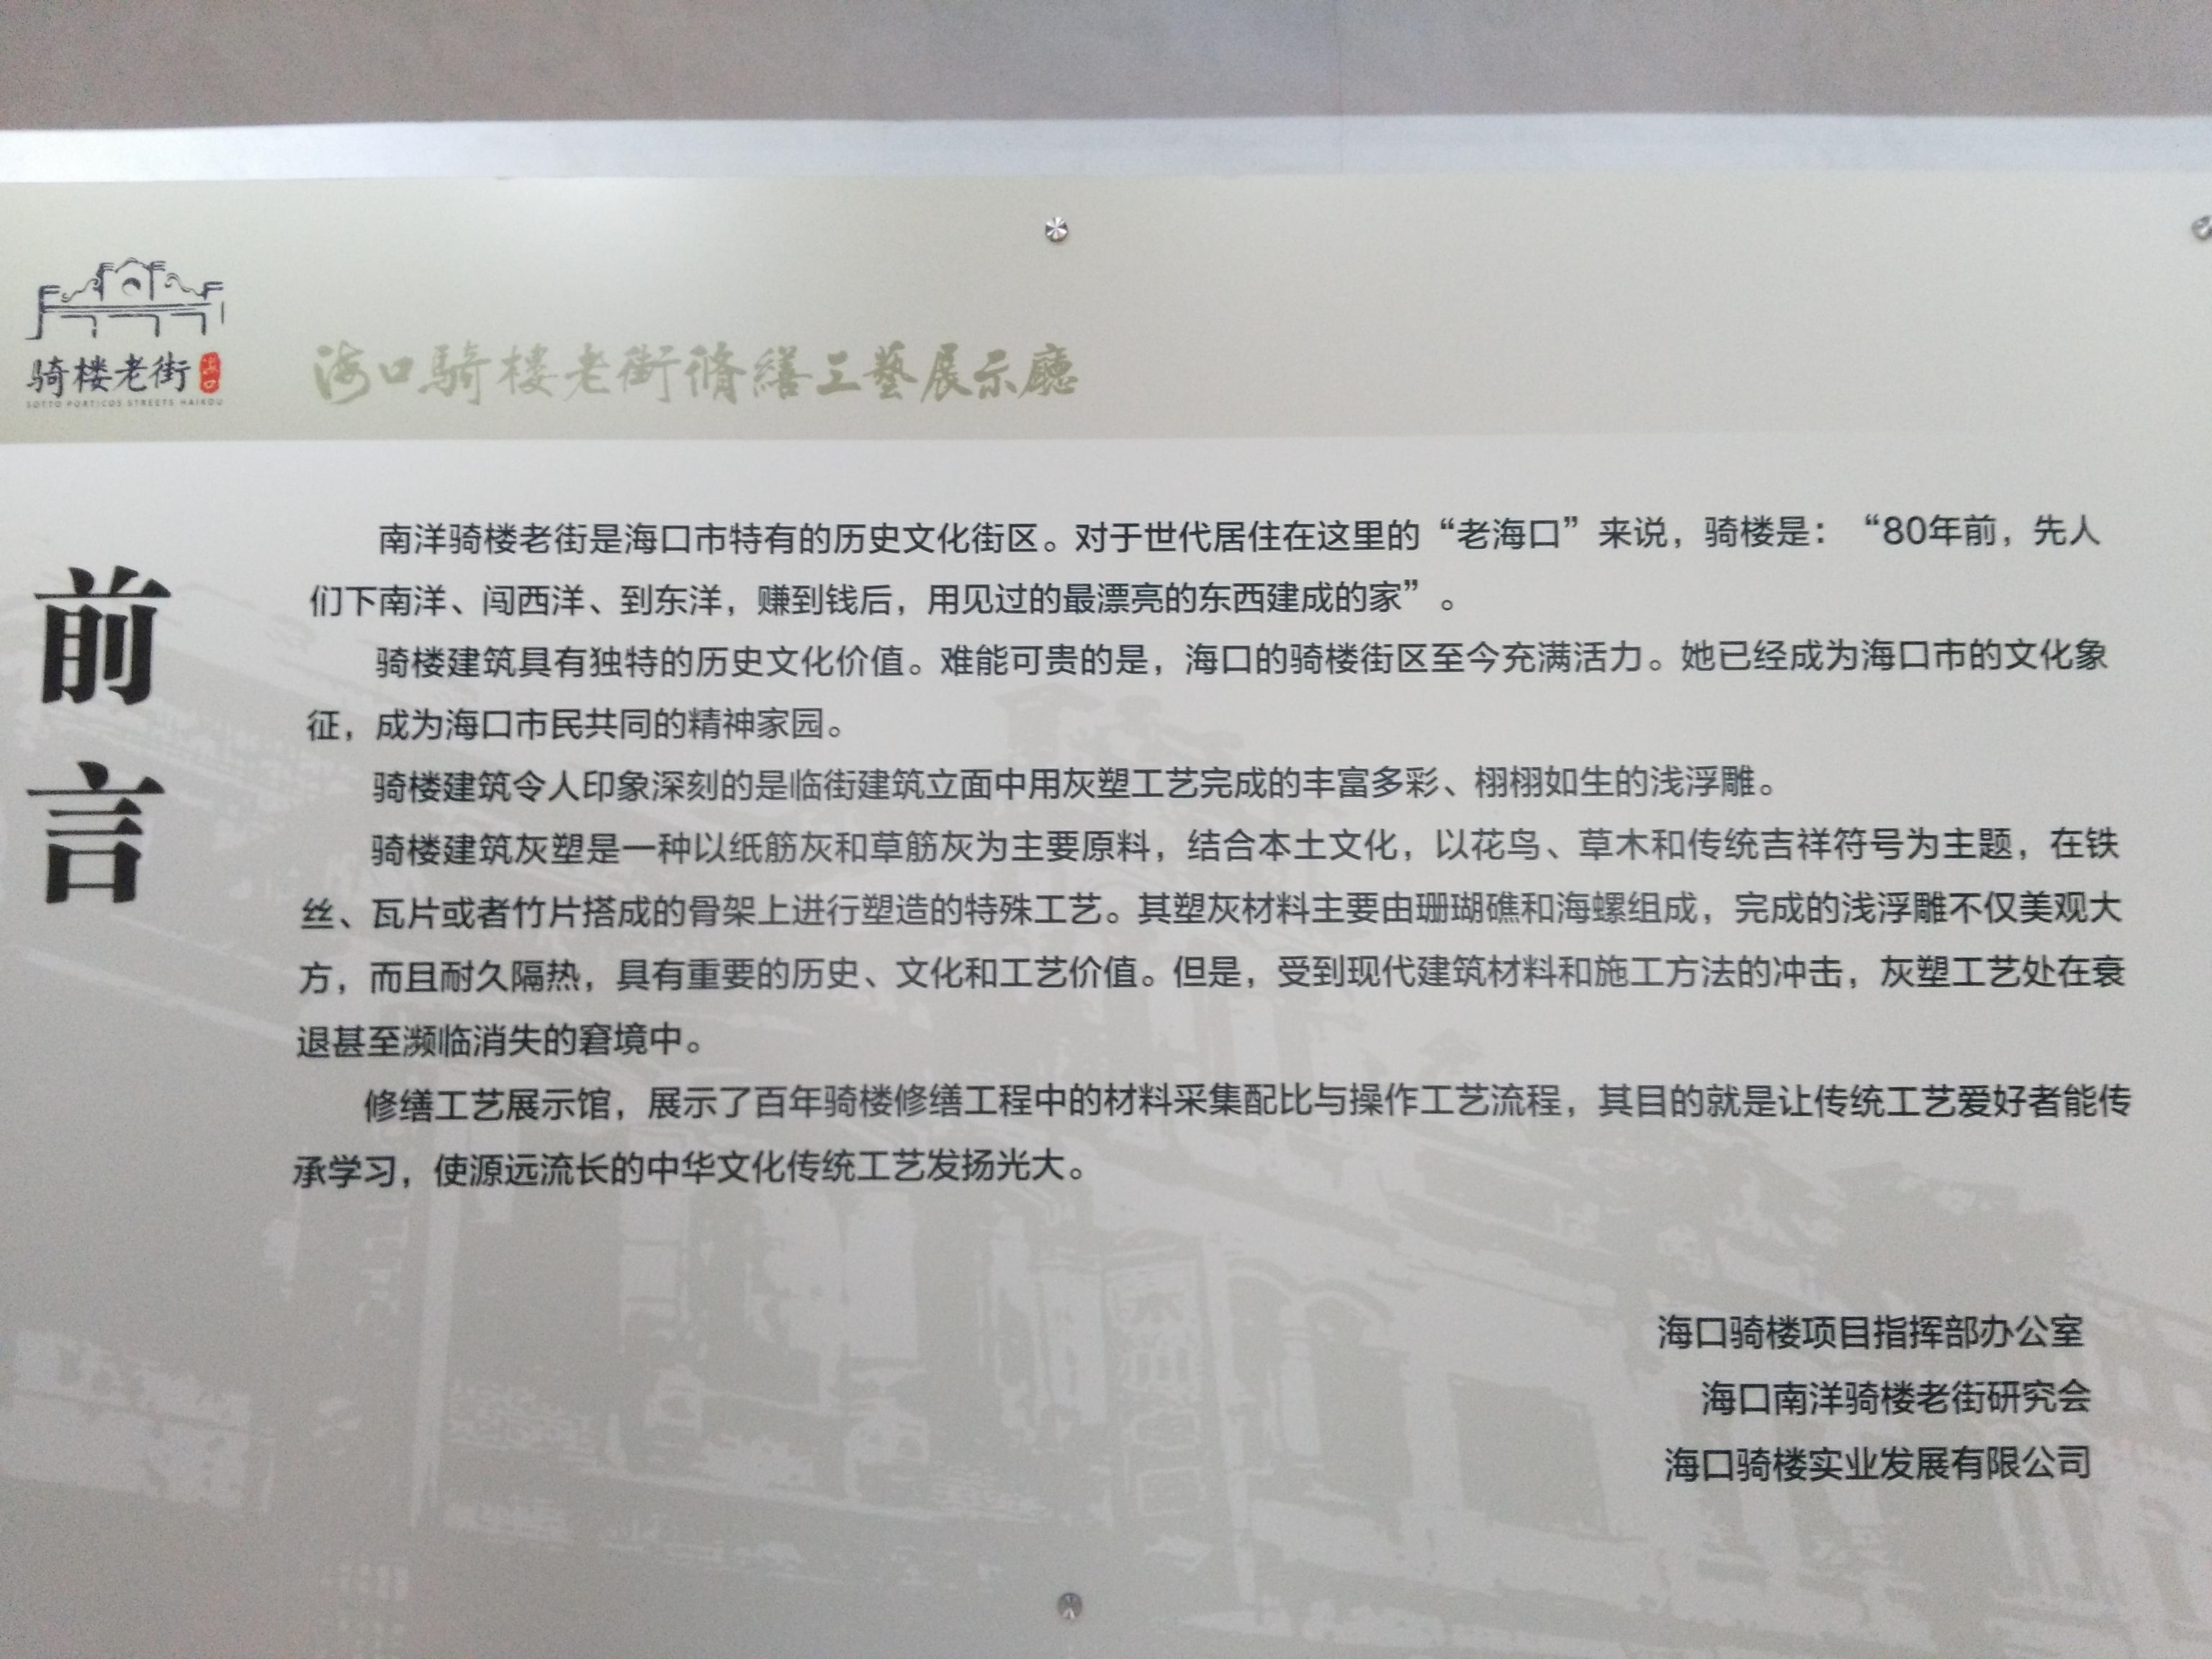 骑楼老街 海口
SOTTO PORTICOS STREETS HAIKOU
海口騎樓老街脩繕工藝展示廳
前言
南洋骑楼老街是海口市特有的历史文化街区。对于世代居住在这里的“老海口”来说，骑楼是：“80年前，先人
们下南洋、闯西洋、到东洋，赚到钱后，用见过的最漂亮的东西建成的家”。
骑楼建筑具有独特的历史文化价值。难能可贵的是，海口的骑楼街区至今充满活力。她已经成为海口市的文化象
征，成为海口市民共同的精神家园。
骑楼建筑令人印象深刻的是临街建筑立面中用灰塑工艺完成的丰富多彩、栩栩如生的浅浮雕。
骑楼建筑灰塑是一种以纸筋灰和草筋灰为主要原料，结合本土文化，以花鸟、草木和传统吉祥符号为主题，在铁
丝、瓦片或者竹片搭成的骨架上进行塑造的特殊工艺。其塑灰材料主要由珊瑚礁和海螺组成，完成的浅浮雕不仅美观大
方，而且耐久隔热，具有重要的历史、文化和工艺价值。但是，受到现代建筑材料和施工方法的冲击，灰塑工艺处在衰
退甚至濒临消失的窘境中。
修缮工艺展示馆，展示了百年骑楼修缮工程中的材料采集配比与操作工艺流程，其目的就是让传统工艺爱好者能传
承学习，使源远流长的中华文化传统工艺发扬光大。
海口骑楼项目指挥部办公室
海口南洋骑楼老街研究会
海口骑楼实业发展有限公司